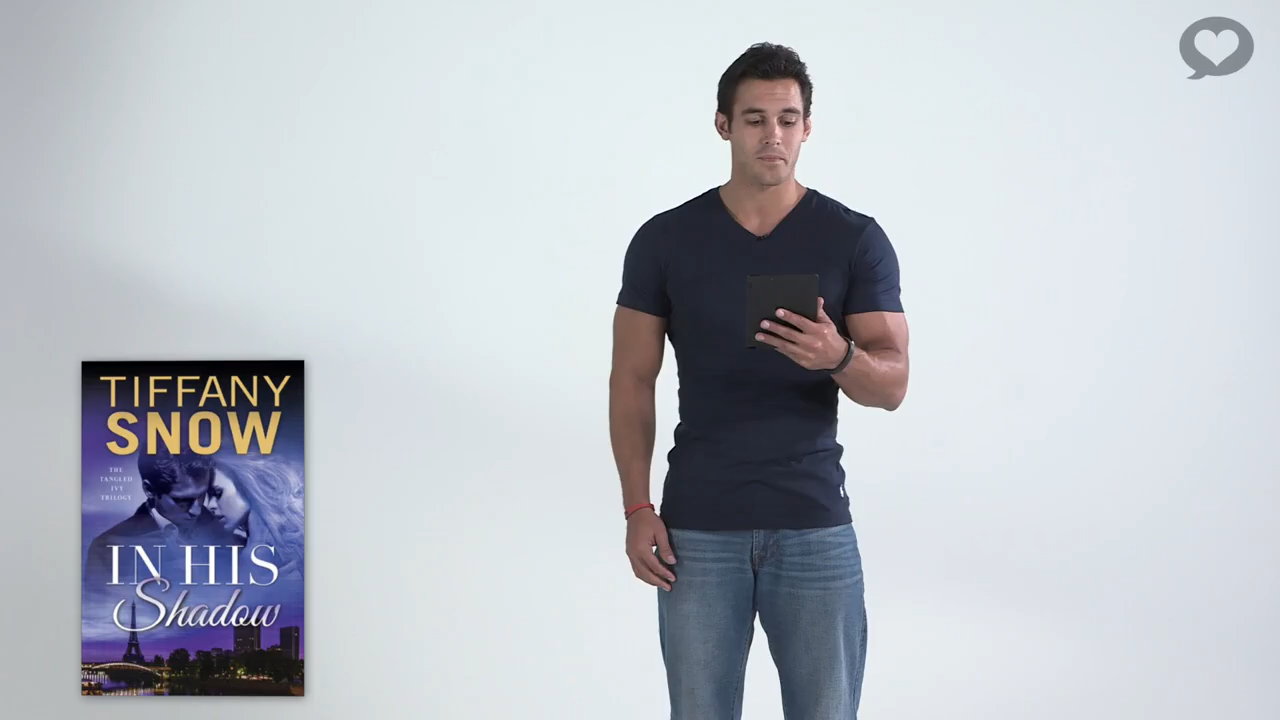 TIFFANY
SNOW
THE
TANGLED
IVY
TRILOGY
IN HIS
Shadow